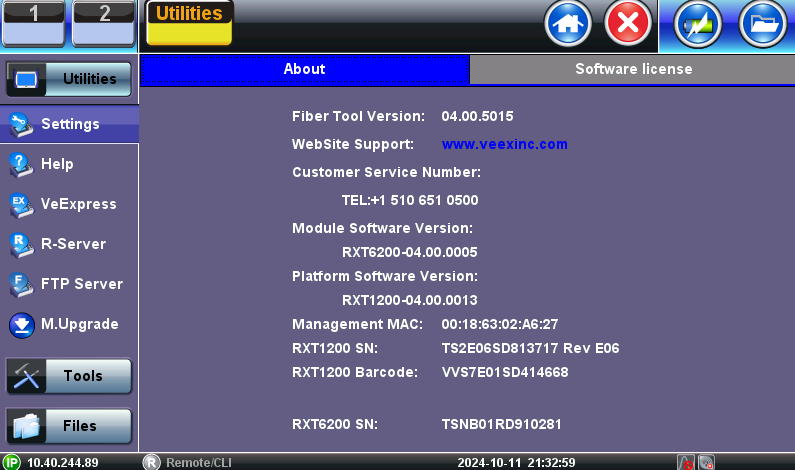 1 2 Utilities
About Software license
Utilities
Settings
Help
VeExpress
R-Server
FTP Server
M.Upgrade
Tools
Files
Fiber Tool Version: 04.00.5015
WebSite Support: www.veexinc.com
Customer Service Number:
TEL:+1 510 651 0500
Module Software Version:
RXT6200-04.00.0005
Platform Software Version:
RXT1200-04.00.0013
Management MAC: 00:18:63:02:A6:27
RXT1200 SN: TS2E06SD813717 Rev E06
RXT1200 Barcode: VVS7E01SD414668
RXT6200 SN: TSNB01RD910281
IP 10.40.244.89 R Remote/CLI 2024-10-11 21:32:59